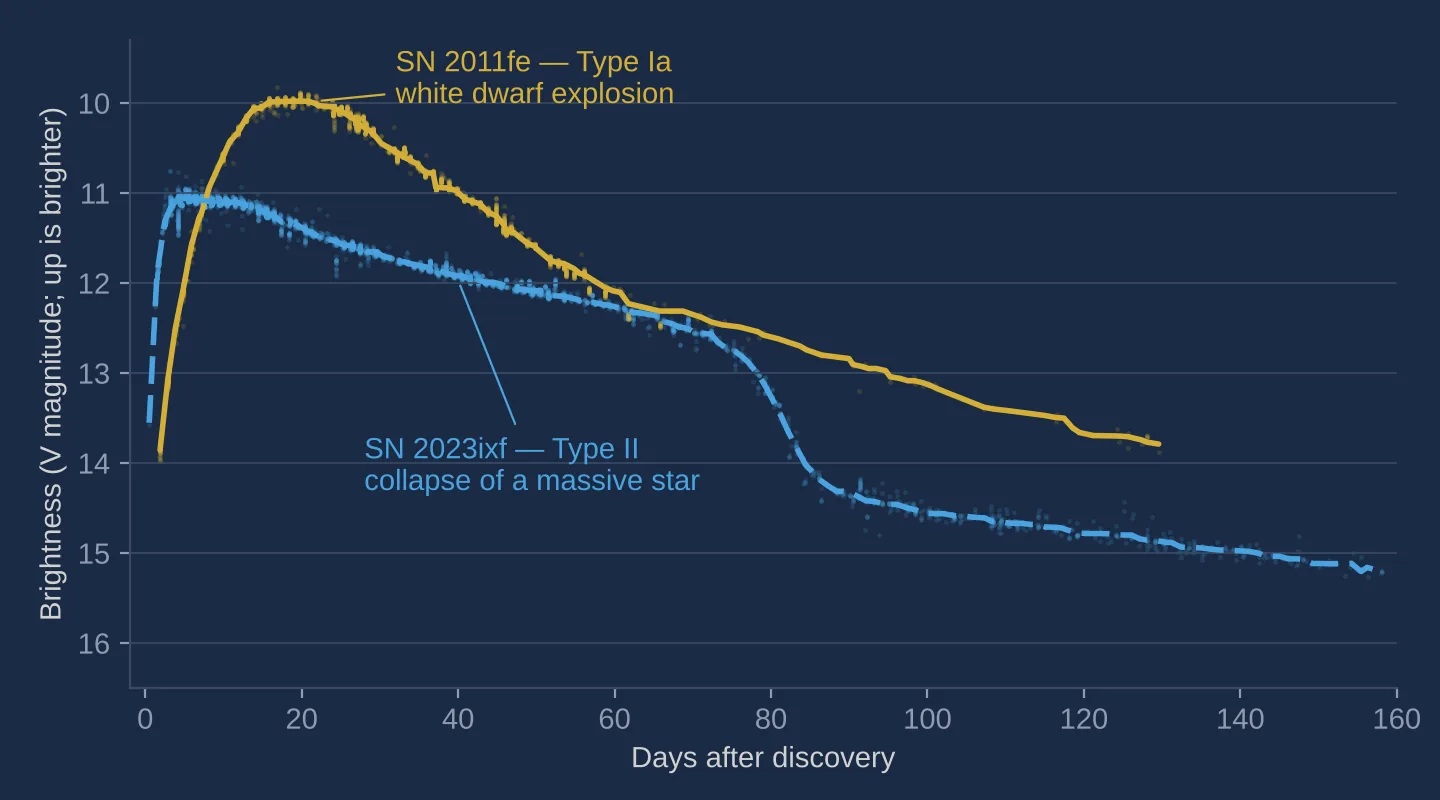 SN 2011fe — Type Ia
white dwarf explosion
SN 2023ixf — Type II
collapse of a massive star
Brightness (V magnitude; up is brighter)
10
11
12
13
14
15
16
0 20 40 60 80 100 120 140 160
Days after discovery